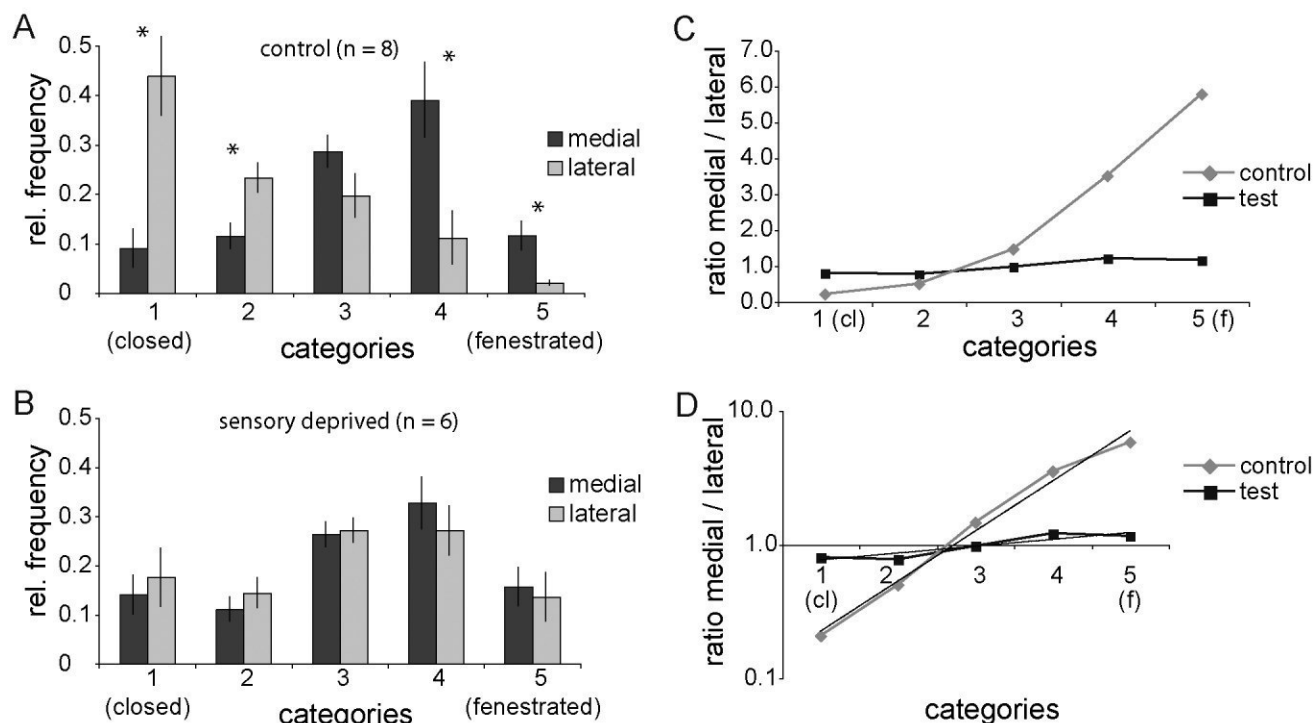 A
control (n = 8)
rel. frequency
0.5
0.4
0.3
0.2
0.1
0
*
*
*
*
medial
lateral
1
2
3
4
5
(closed)
categories
(fenestrated)
B
sensory deprived (n = 6)
rel. frequency
0.5
0.4
0.3
0.2
0.1
0
medial
lateral
1
2
3
4
5
(closed)
categories
(fenestrated)
C
ratio medial / lateral
7.0
6.0
5.0
4.0
3.0
2.0
1.0
0.0
control
test
1 (cl)
2
3
4
5 (f)
categories
D
ratio medial / lateral
10.0
1.0
0.1
control
test
1
2
3
4
5
(cl)
(f)
categories